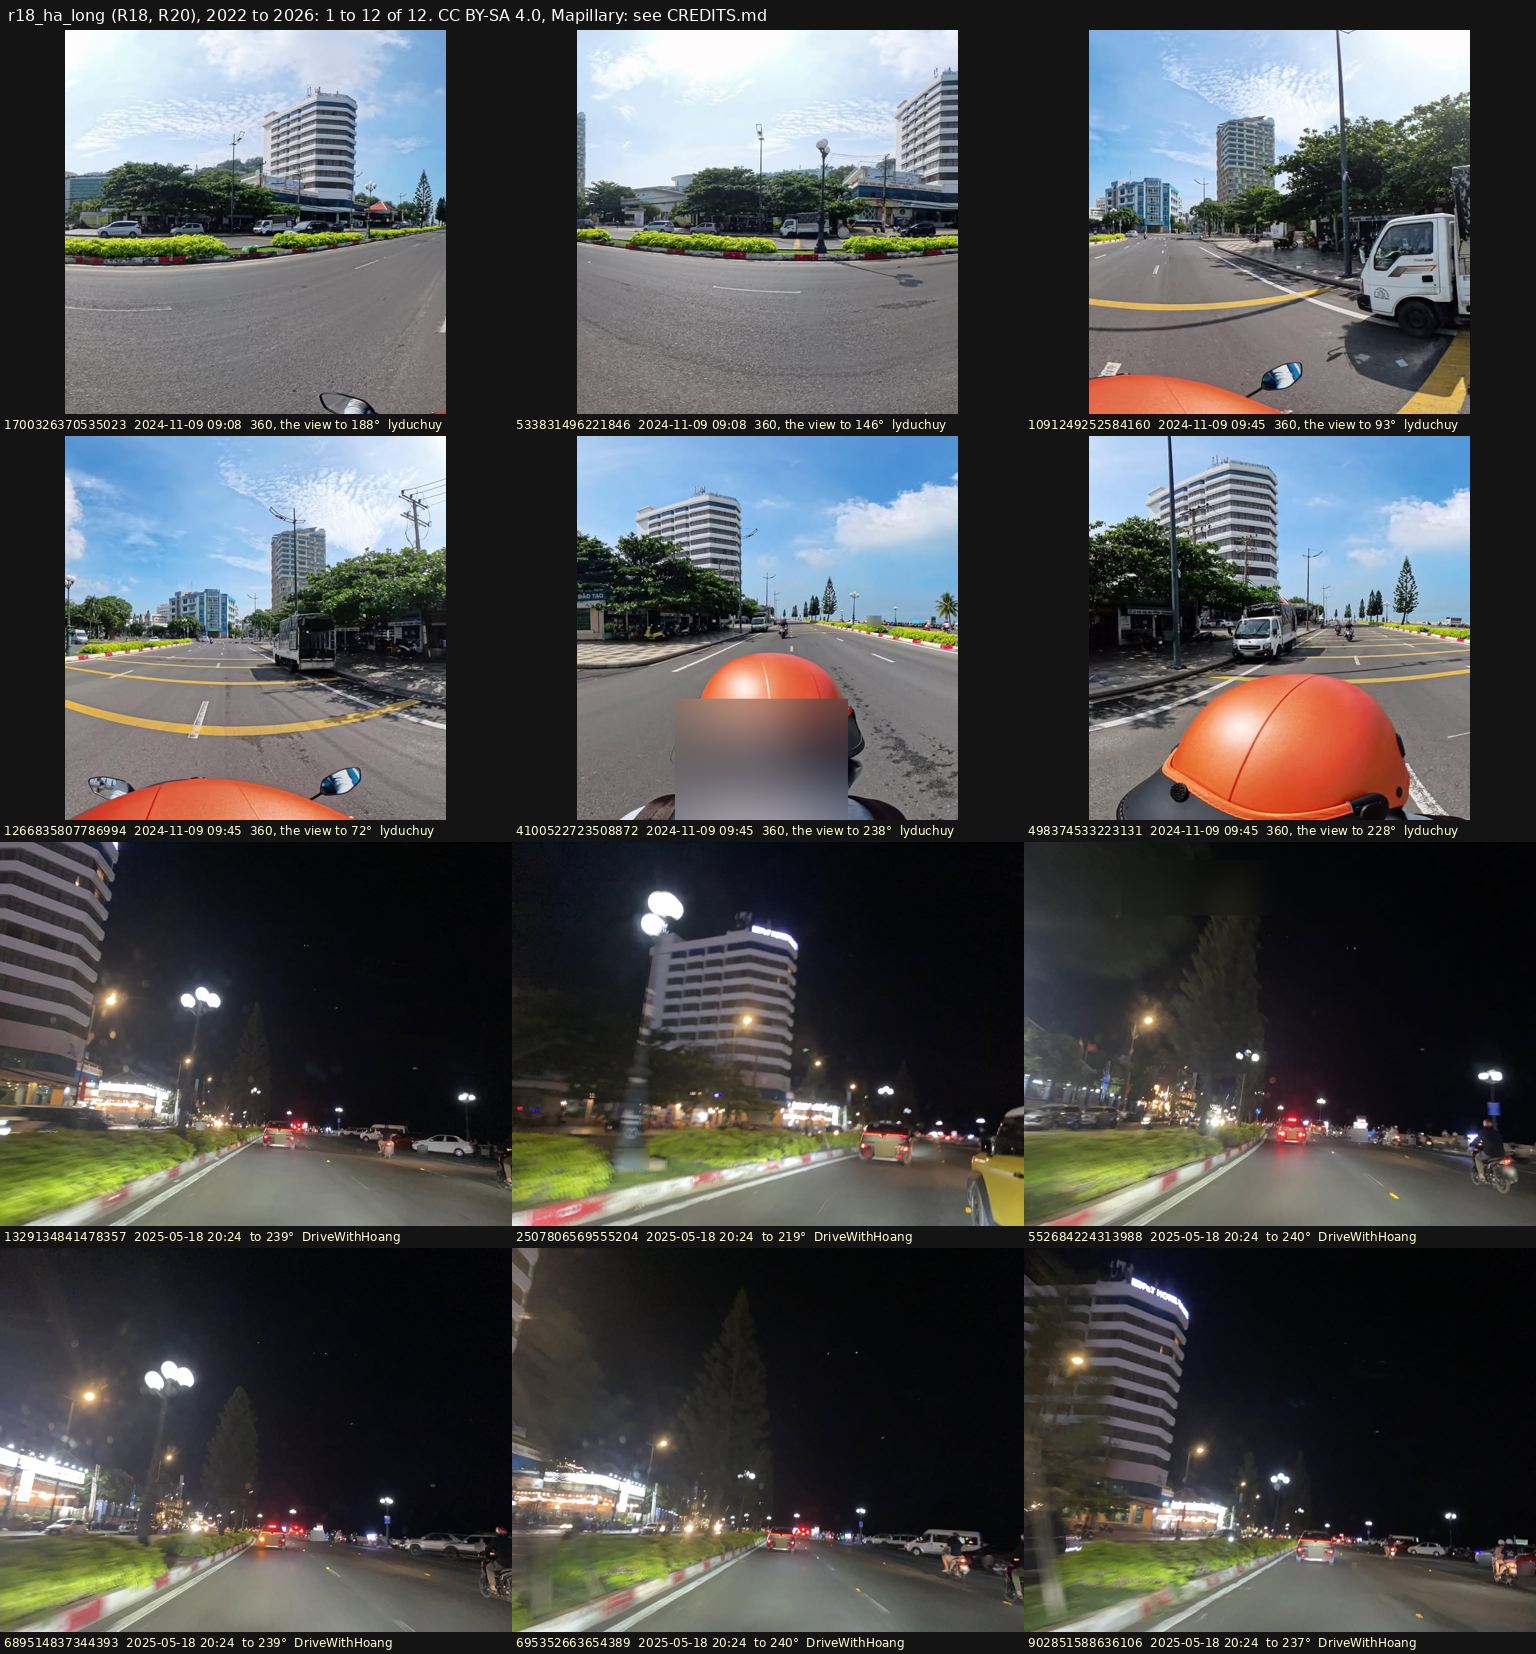 r18_ha_long (R18, R20), 2022 to 2026: 1 to 12 of 12. CC BY-SA 4.0, Mapillary: see CREDITS.md
1700326370535023 2024-11-09 09:08 360, the view to 188° lyduchuy
533831496221846 2024-11-09 09:08 360, the view to 146° lyduchuy
1091249252584160 2024-11-09 09:45 360, the view to 93° lyduchuy
ĐÀO TẠO
1266835807786994 2024-11-09 09:45 360, the view to 72° lyduchuy
4100522723508872 2024-11-09 09:45 360, the view to 238° lyduchuy
498374533223131 2024-11-09 09:45 360, the view to 228° lyduchuy
1329134841478357 2025-05-18 20:24 to 239° DriveWithHoang
2507806569555204 2025-05-18 20:24 to 219° DriveWithHoang
552684224313988 2025-05-18 20:24 to 240° DriveWithHoang
689514837344393 2025-05-18 20:24 to 239° DriveWithHoang
695352663654389 2025-05-18 20:24 to 240° DriveWithHoang
902851588636106 2025-05-18 20:24 to 237° DriveWithHoang